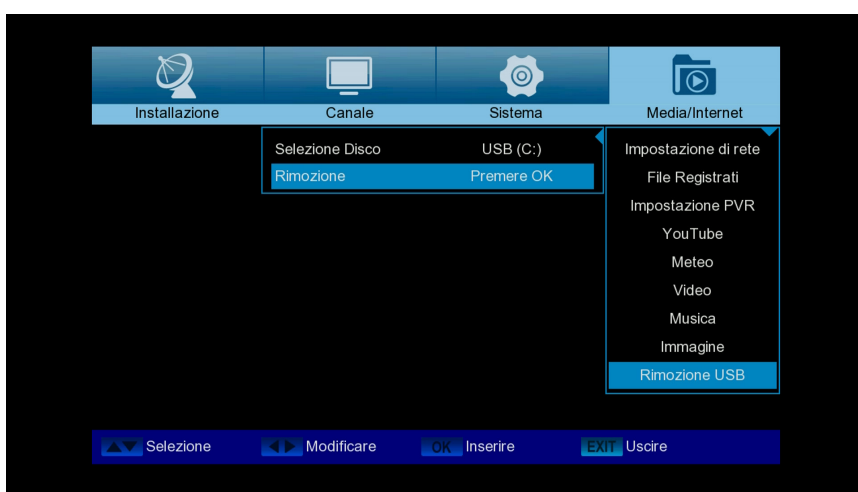 Installazione Canale Sistema Media/Internet
Selezione Disco USB (C:)
Rimozione Premere OK
Impostazione di rete
File Registrati
Impostazione PVR
YouTube
Meteo
Video
Musica
Immagine
Rimozione USB
Selezione Modificare OK Inserire EXIT Uscire